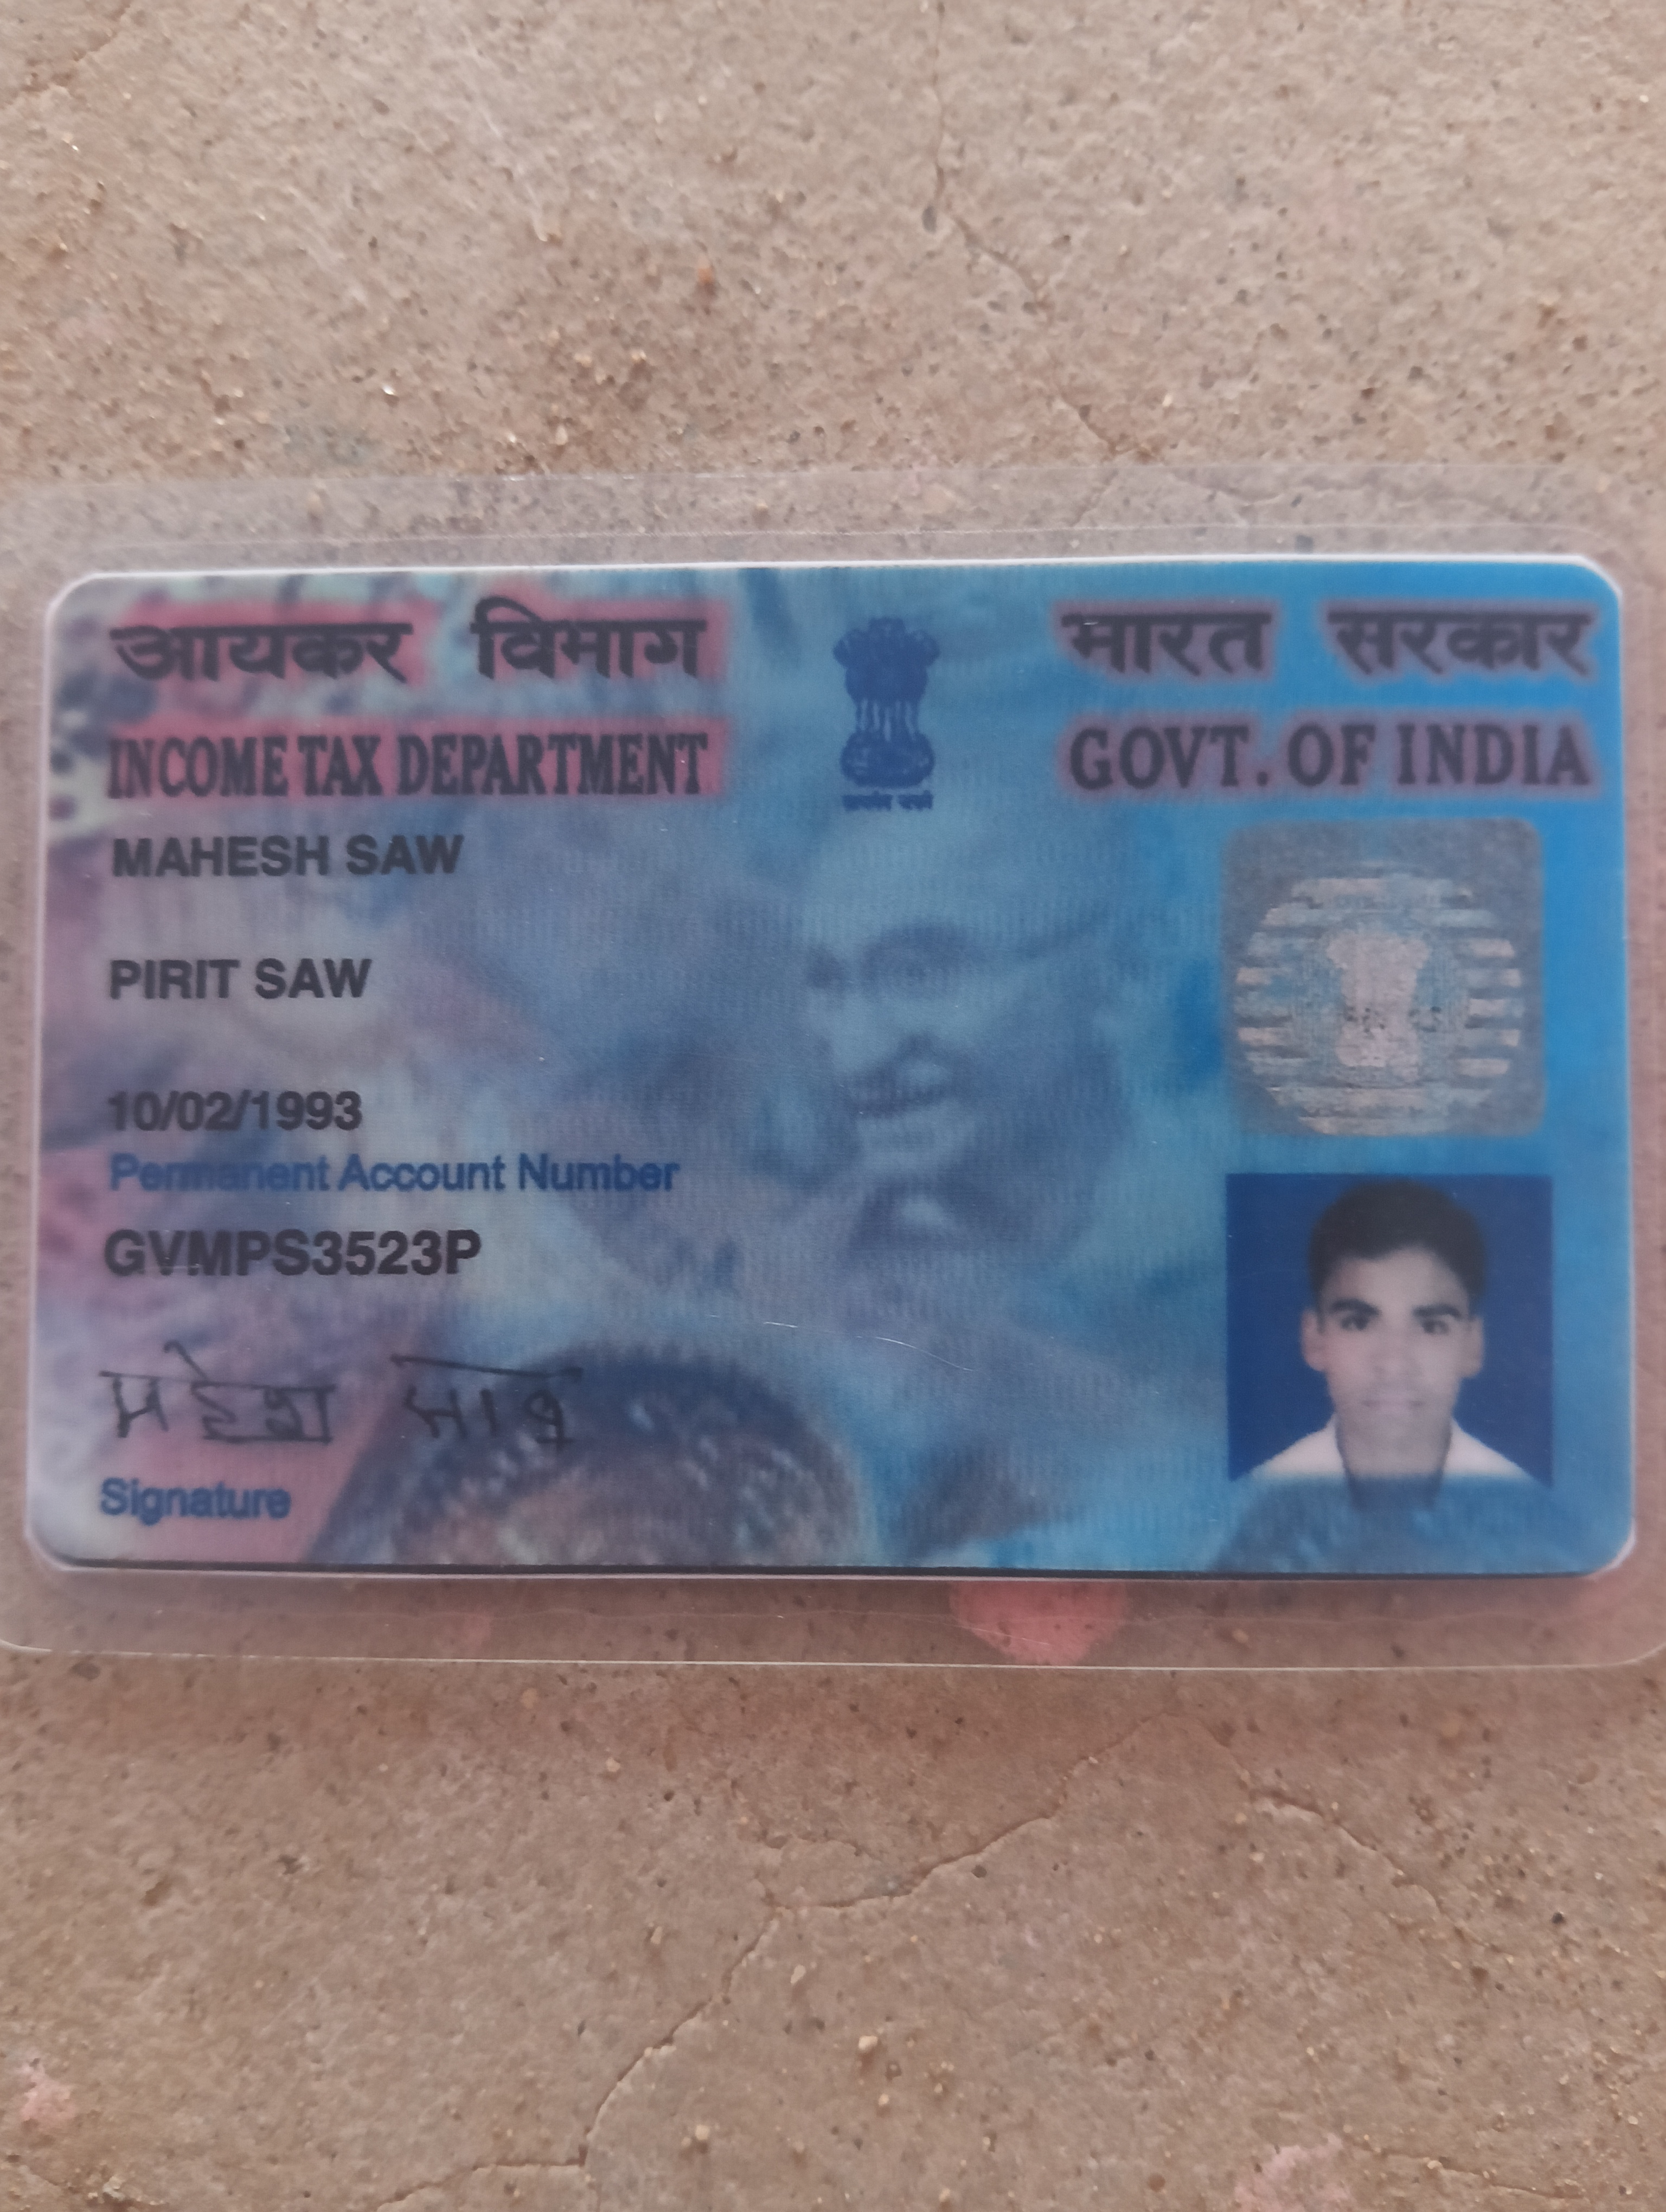 आयकर विभाग
भारत सरकार
INCOME TAX DEPARTMENT
GOVT. OF INDIA
MAHESH SAW
PIRIT SAW
10/02/1993
Permanent Account Number
GVMPS3523P
महेश साव
Signature